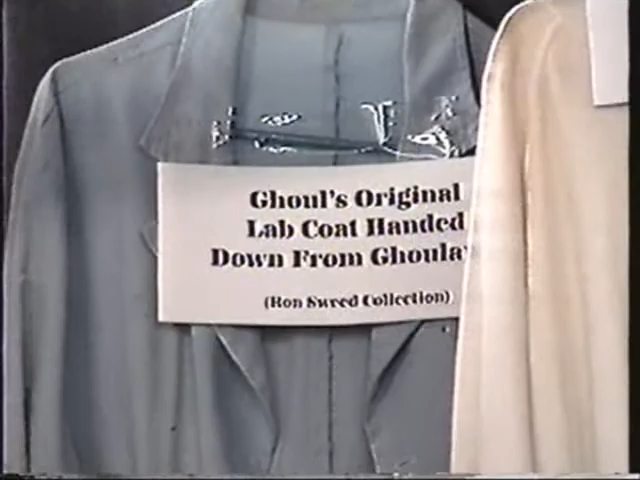 Ghoul's Original
Lab Coat Handed
Down From Ghoula
(Ron Sweed Collection)